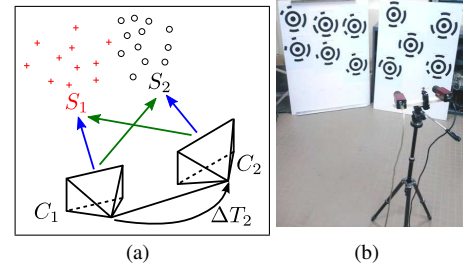 S₁
S₂
C₁
C₂
ΔT₂
(a) (b)